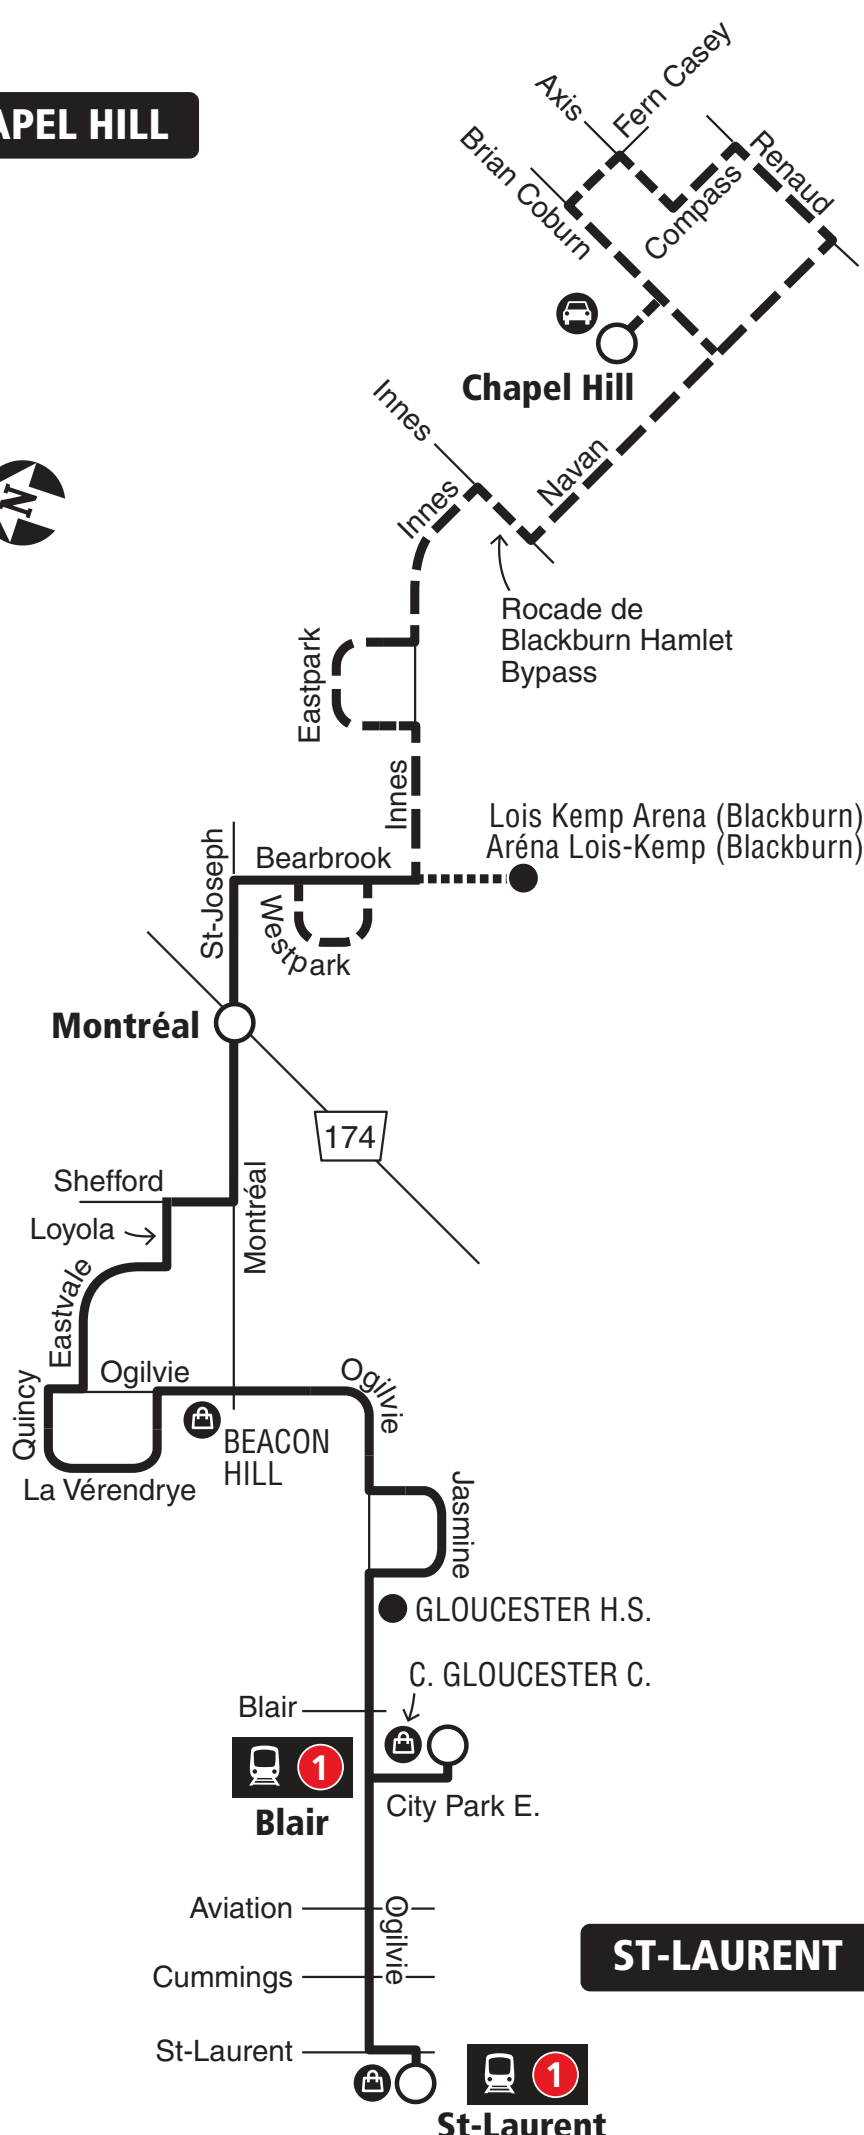 APEL HILL
Axis
Fern Casey
Brian Coburn
Renaud
Compass
Chapel Hill
Innes
Innes
Navan
N
Rocade de
Blackburn Hamlet
Bypass
Eastpark
Innes
Lois Kemp Arena (Blackburn)
Aréna Lois-Kemp (Blackburn)
St-Joseph
Bearbrook
Westpark
Montréal
174
Shefford
Montréal
Loyola
Eastvale
Ogilvie
Ogilvie
Quincy
BEACON
HILL
La Vérendrye
Jasmine
GLOUCESTER H.S.
C. GLOUCESTER C.
Blair
1
City Park E.
Blair
Aviation
Ogilvie
ST-LAURENT
Cummings
St-Laurent
1
St-Laurent